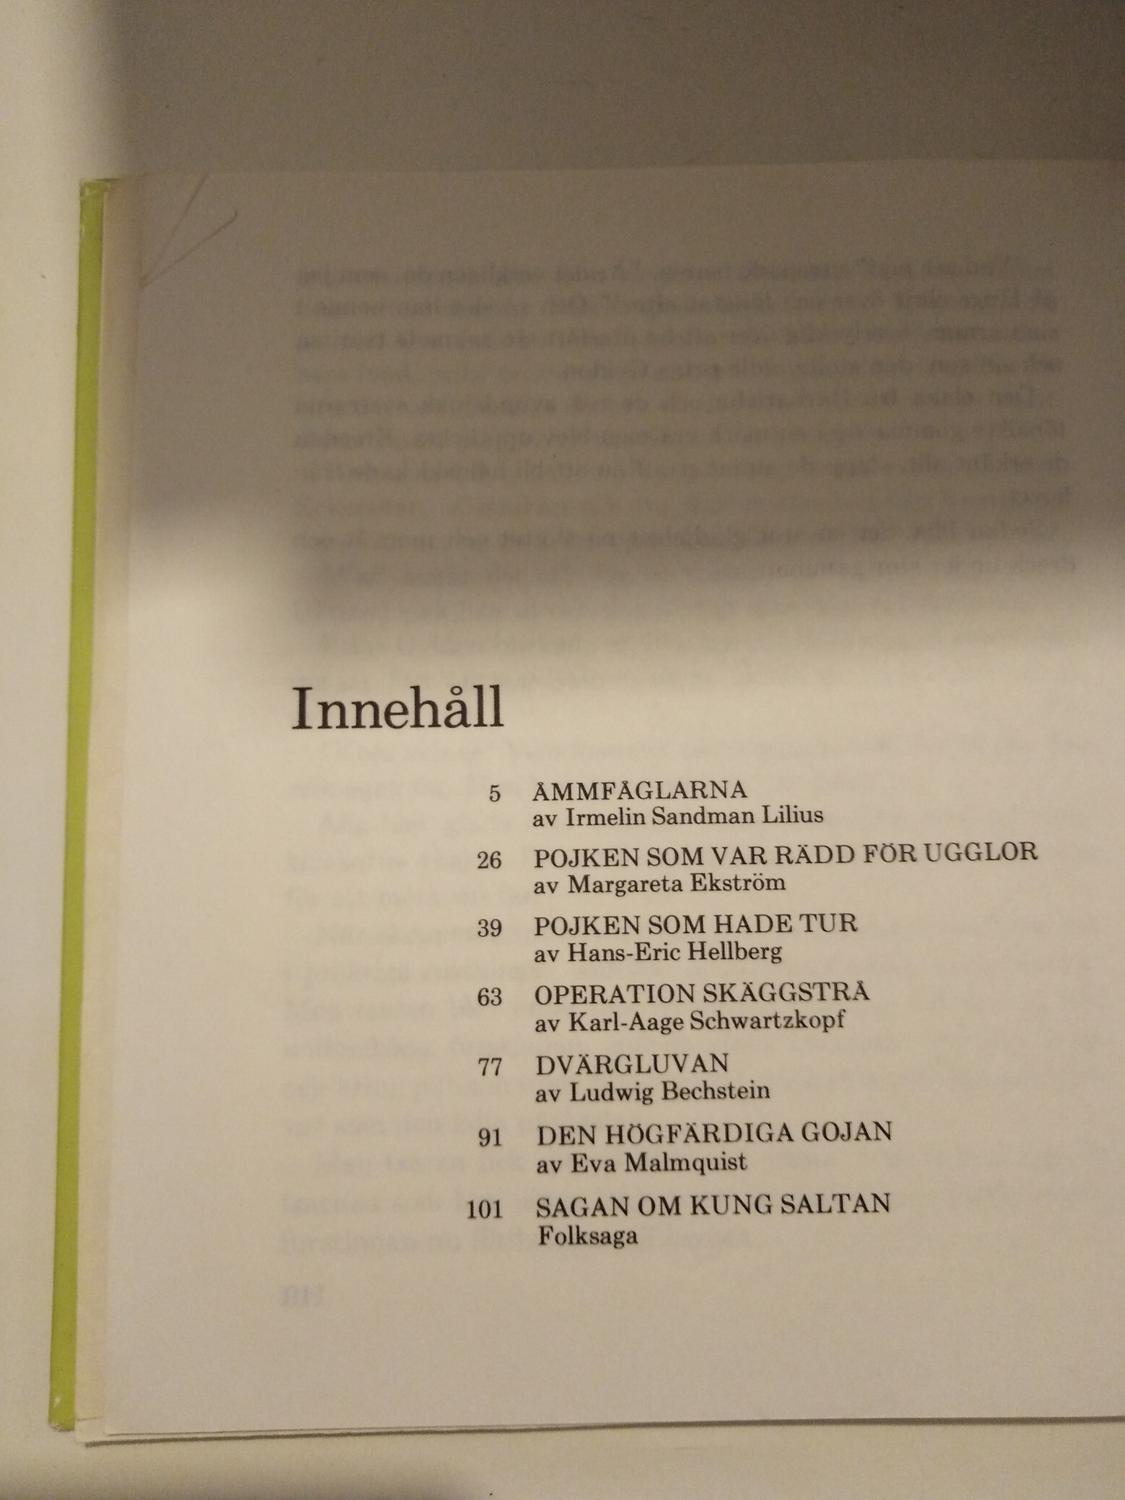 Innehåll
5 ÅMMFÅGLARNA
av Irmelin Sandman Lilius
26 POJKEN SOM VAR RÄDD FÖR UGGLOR
av Margareta Ekström
39 POJKEN SOM HADE TUR
av Hans-Eric Hellberg
63 OPERATION SKÄGGSTRÅ
av Karl-Aage Schwartzkopf
77 DVÄRGLUVAN
av Ludwig Bechstein
91 DEN HÖGFÄRDIGA GOJAN
av Eva Malmquist
101 SAGAN OM KUNG SALTAN
Folksaga